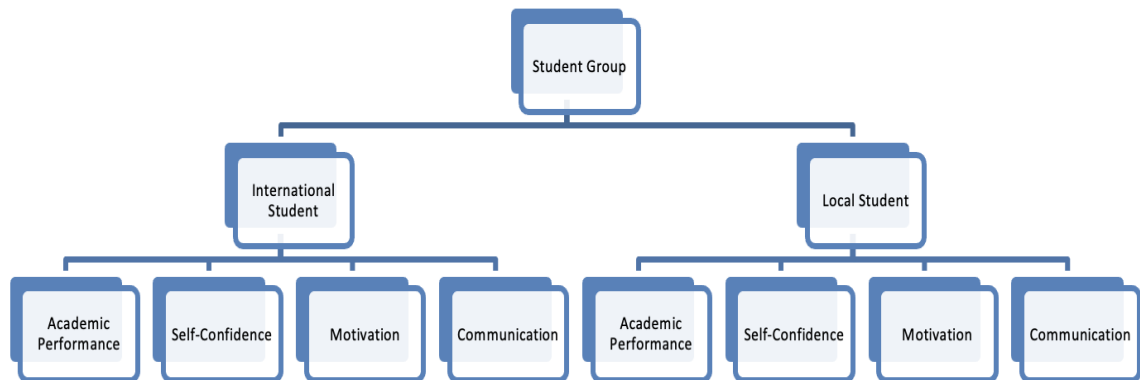 Student Group
International
Student
Local Student
Academic
Performance
Self-Confidence
Motivation
Communication
Academic
Performance
Self-Confidence
Motivation
Communication